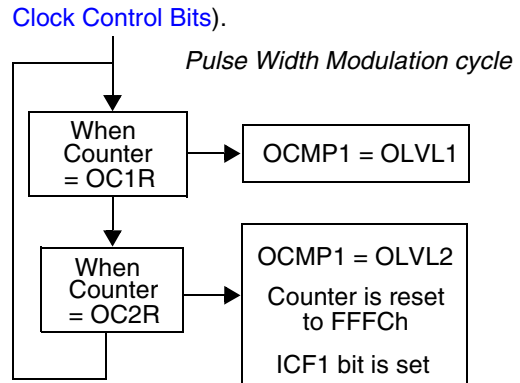 Clock Control Bits).
Pulse Width Modulation cycle
When
Counter
= OC1R
OCMP1 = OLVL1
When
Counter
= OC2R
OCMP1 = OLVL2
Counter is reset
to FFFCh
ICF1 bit is set